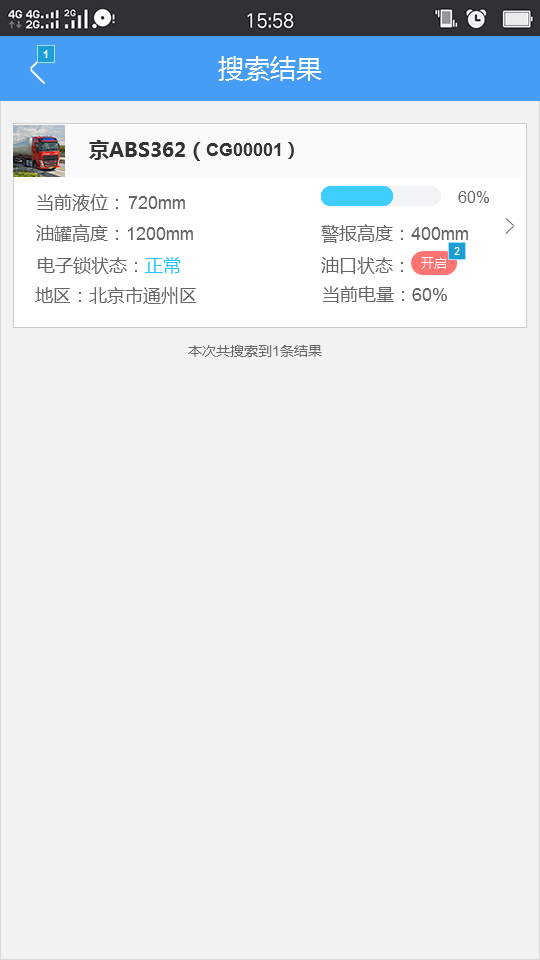 4G 4G 2G 2G 15:58
1
搜索结果
京ABS362（CG00001）
当前液位：720mm 60%
油罐高度：1200mm 警报高度：400mm
2
电子锁状态：正常 油口状态：开启
地区：北京市通州区 当前电量：60%
本次共搜索到1条结果